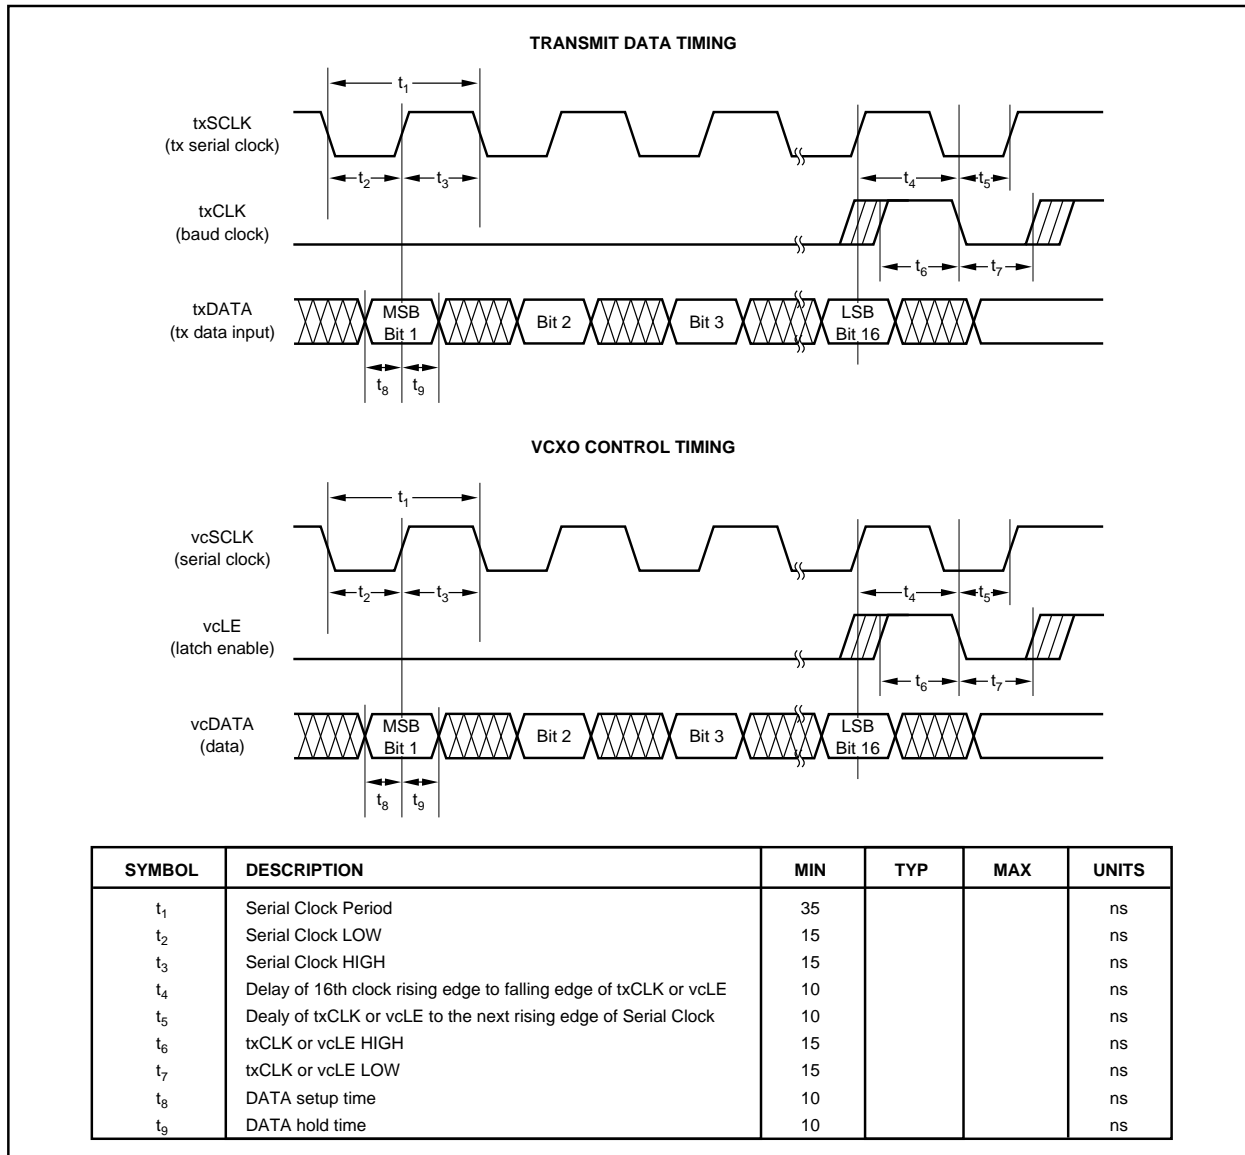 TRANSMIT DATA TIMING
t1
txSCLK
(tx serial clock)
t2 t3 t4 t5
txCLK
(baud clock)
t6 t7
txDATA
(tx data input)
MSB
Bit 1
Bit 2
Bit 3
LSB
Bit 16
t8 t9
VCXO CONTROL TIMING
t1
vcSCLK
(serial clock)
t2 t3 t4 t5
vcLE
(latch enable)
t6 t7
vcDATA
(data)
MSB
Bit 1
Bit 2
Bit 3
LSB
Bit 16
t8 t9
SYMBOL DESCRIPTION MIN TYP MAX UNITS
t1 Serial Clock Period 35 ns
t2 Serial Clock LOW 15 ns
t3 Serial Clock HIGH 15 ns
t4 Delay of 16th clock rising edge to falling edge of txCLK or vcLE 10 ns
t5 Dealy of txCLK or vcLE to the next rising edge of Serial Clock 10 ns
t6 txCLK or vcLE HIGH 15 ns
t7 txCLK or vcLE LOW 15 ns
t8 DATA setup time 10 ns
t9 DATA hold time 10 ns